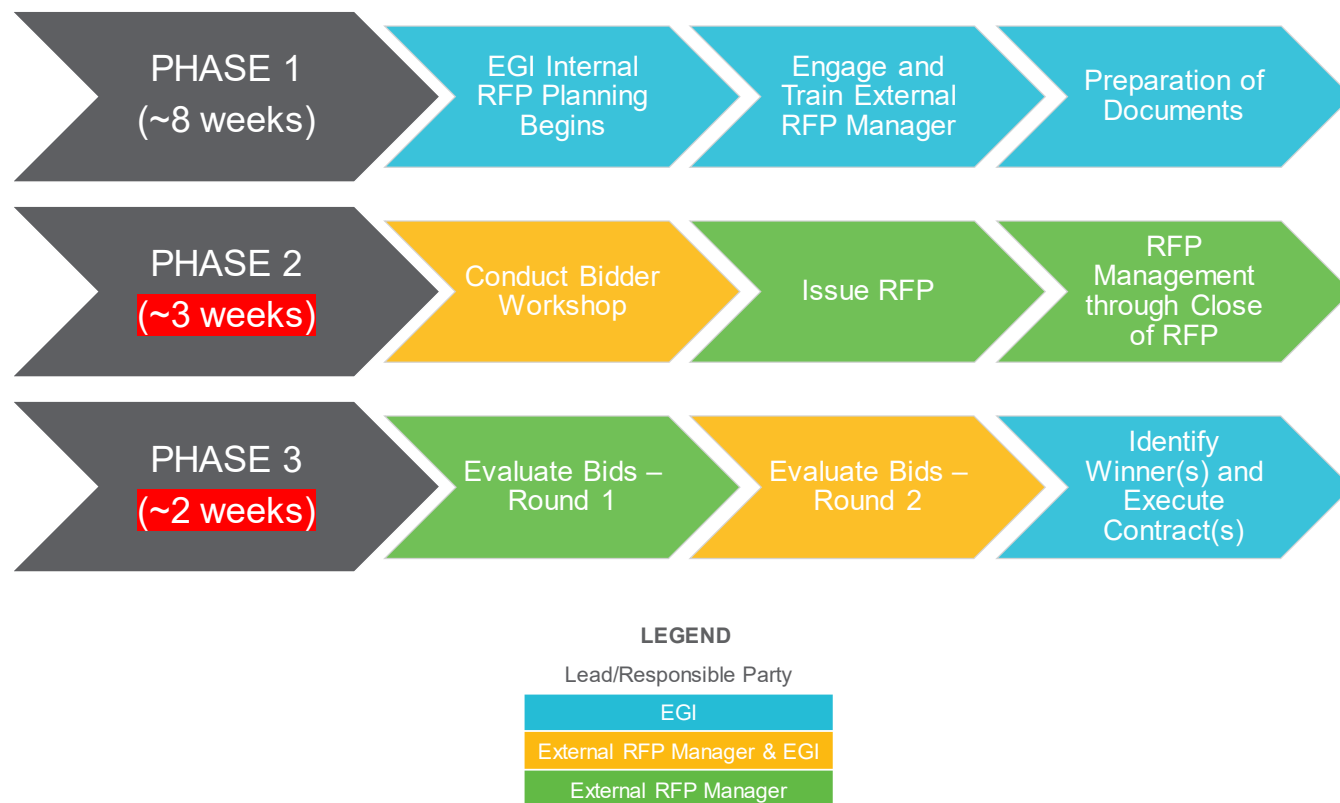 PHASE 1
(~8 weeks)
EGI Internal
RFP Planning
Begins
Engage and
Train External
RFP Manager
Preparation of
Documents
PHASE 2
(~3 weeks)
Conduct Bidder
Workshop
Issue RFP
RFP
Management
through Close
of RFP
PHASE 3
(~2 weeks)
Evaluate Bids –
Round 1
Evaluate Bids –
Round 2
Identify
Winner(s) and
Execute
Contract(s)
LEGEND
Lead/Responsible Party
EGI
External RFP Manager & EGI
External RFP Manager